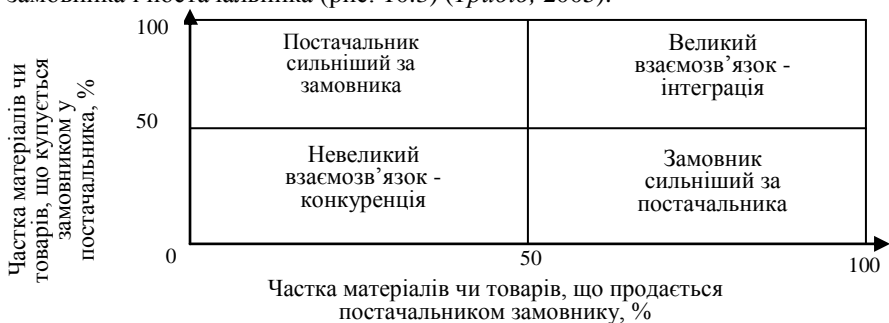 замовника і постачальника (рис. 10.3) (Гридіо, 2003).
100
50
0
50
100
Частка матеріалів чи
товарів, що купується
замовником у
постачальника, %
Постачальник
сильніший за
замовника
Великий
взаємозв’язок -
інтеграція
Невеликий
взаємозв’язок -
конкуренція
Замовник
сильніший за
постачальника
Частка матеріалів чи товарів, що продається
постачальником замовнику, %